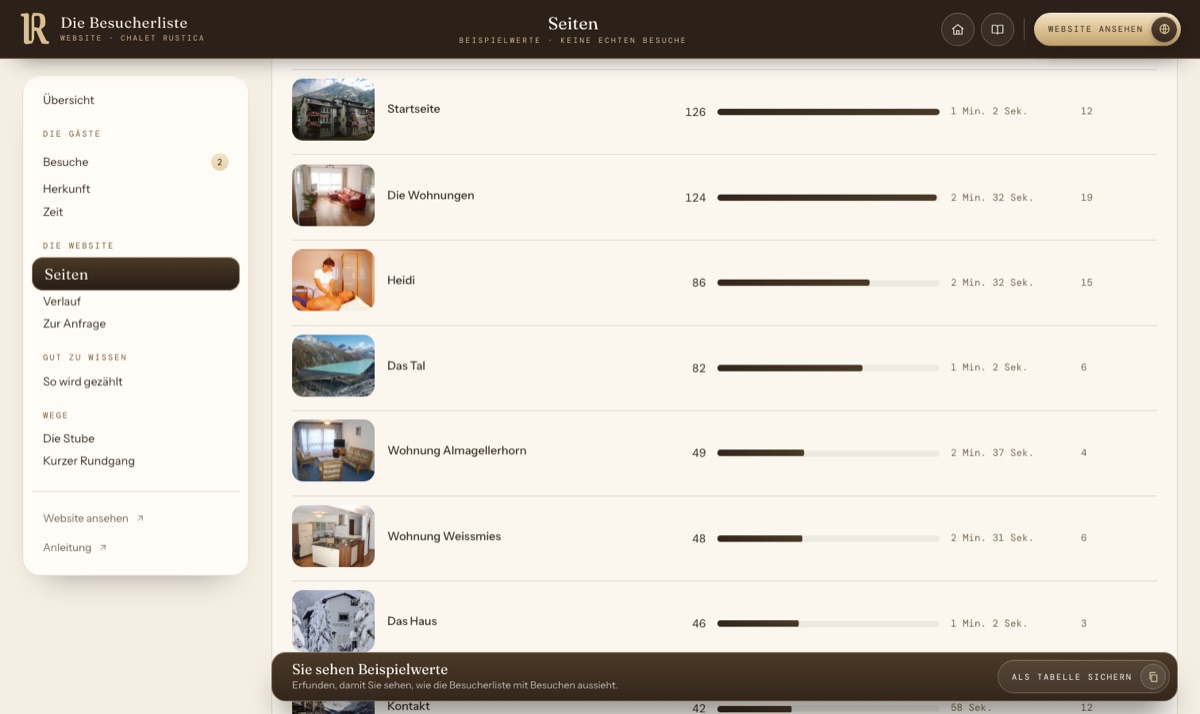 Die Besucherliste
WEBSITE · CHALET RUSTICA
Seiten
BEISPIELWERTE · KEINE ECHTEN BESUCHE
WEBSITE ANSEHEN
Übersicht
DIE GÄSTE
Besuche 2
Herkunft
Zeit
DIE WEBSITE
Seiten
Verlauf
Zur Anfrage
GUT ZU WISSEN
So wird gezählt
WEGE
Die Stube
Kurzer Rundgang
Website ansehen
Anleitung
Startseite 126 1 Min. 2 Sek. 12
Die Wohnungen 124 2 Min. 32 Sek. 19
Heidi 86 2 Min. 32 Sek. 15
Das Tal 82 1 Min. 2 Sek. 6
Wohnung Almagellerhorn 49 2 Min. 37 Sek. 4
Wohnung Weissmies 48 2 Min. 31 Sek. 6
Das Haus 46 1 Min. 2 Sek. 3
Sie sehen Beispielwerte
Erfunden, damit Sie sehen, wie die Besucherliste mit Besuchen aussieht.
ALS TABELLE SICHERN
Kontakt 42 58 Sek. 12